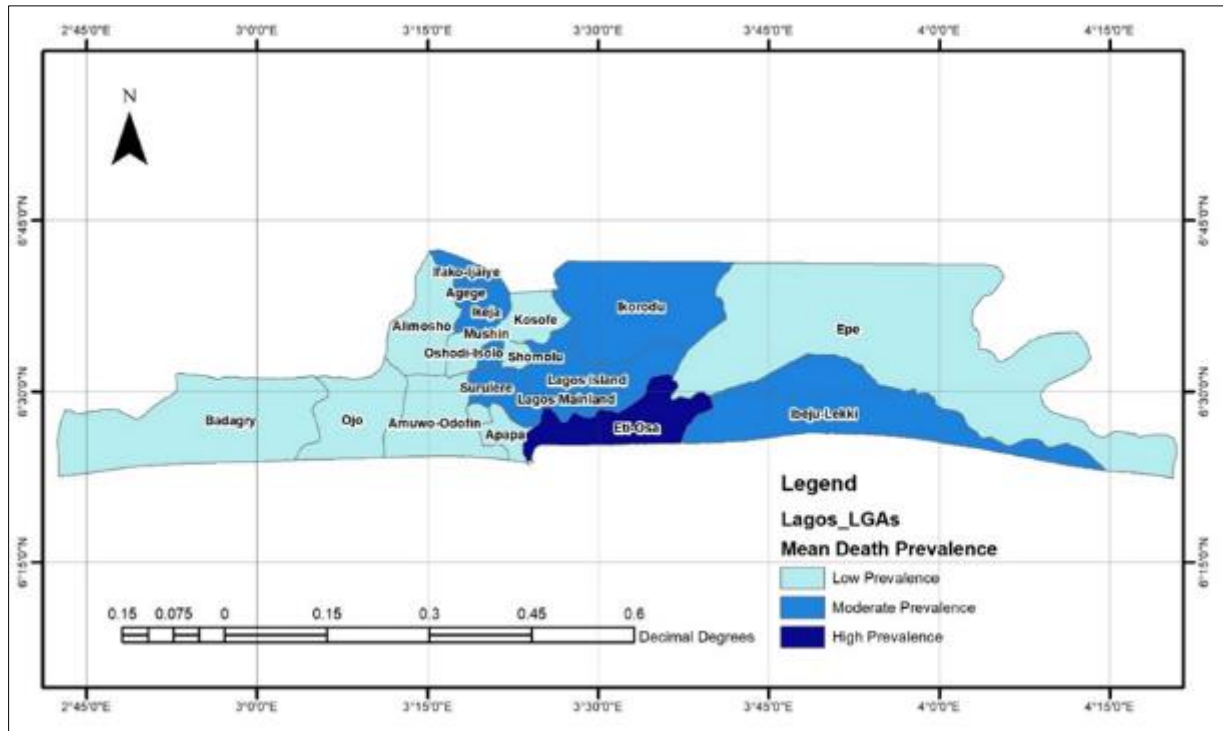 2°45'0"E 3°0'0"E 3°15'0"E 3°30'0"E 3°45'0"E 4°0'0"E 4°15'0"E
N
6°45'0"N 6°45'0"N
Ifako-Ijaiye
Agege
Ikeja
Ikorodu
Kosofe
Alimosho
Mushin
Epe
Oshodi-Isolo
Shomolu
Lagos Island
Surulere
6°30'0"N 6°30'0"N
Lagos Mainland
Badagry
Ojo
Amuwo-Odofin
Ibeju-Lekki
Apapa
Eti-Osa
Legend
Lagos_LGAs
Mean Death Prevalence
6°15'0"N 6°15'0"N
Low Prevalence
Moderate Prevalence
High Prevalence
0.15 0.075 0 0.15 0.3 0.45 0.6
Decimal Degrees
2°45'0"E 3°0'0"E 3°15'0"E 3°30'0"E 3°45'0"E 4°0'0"E 4°15'0"E